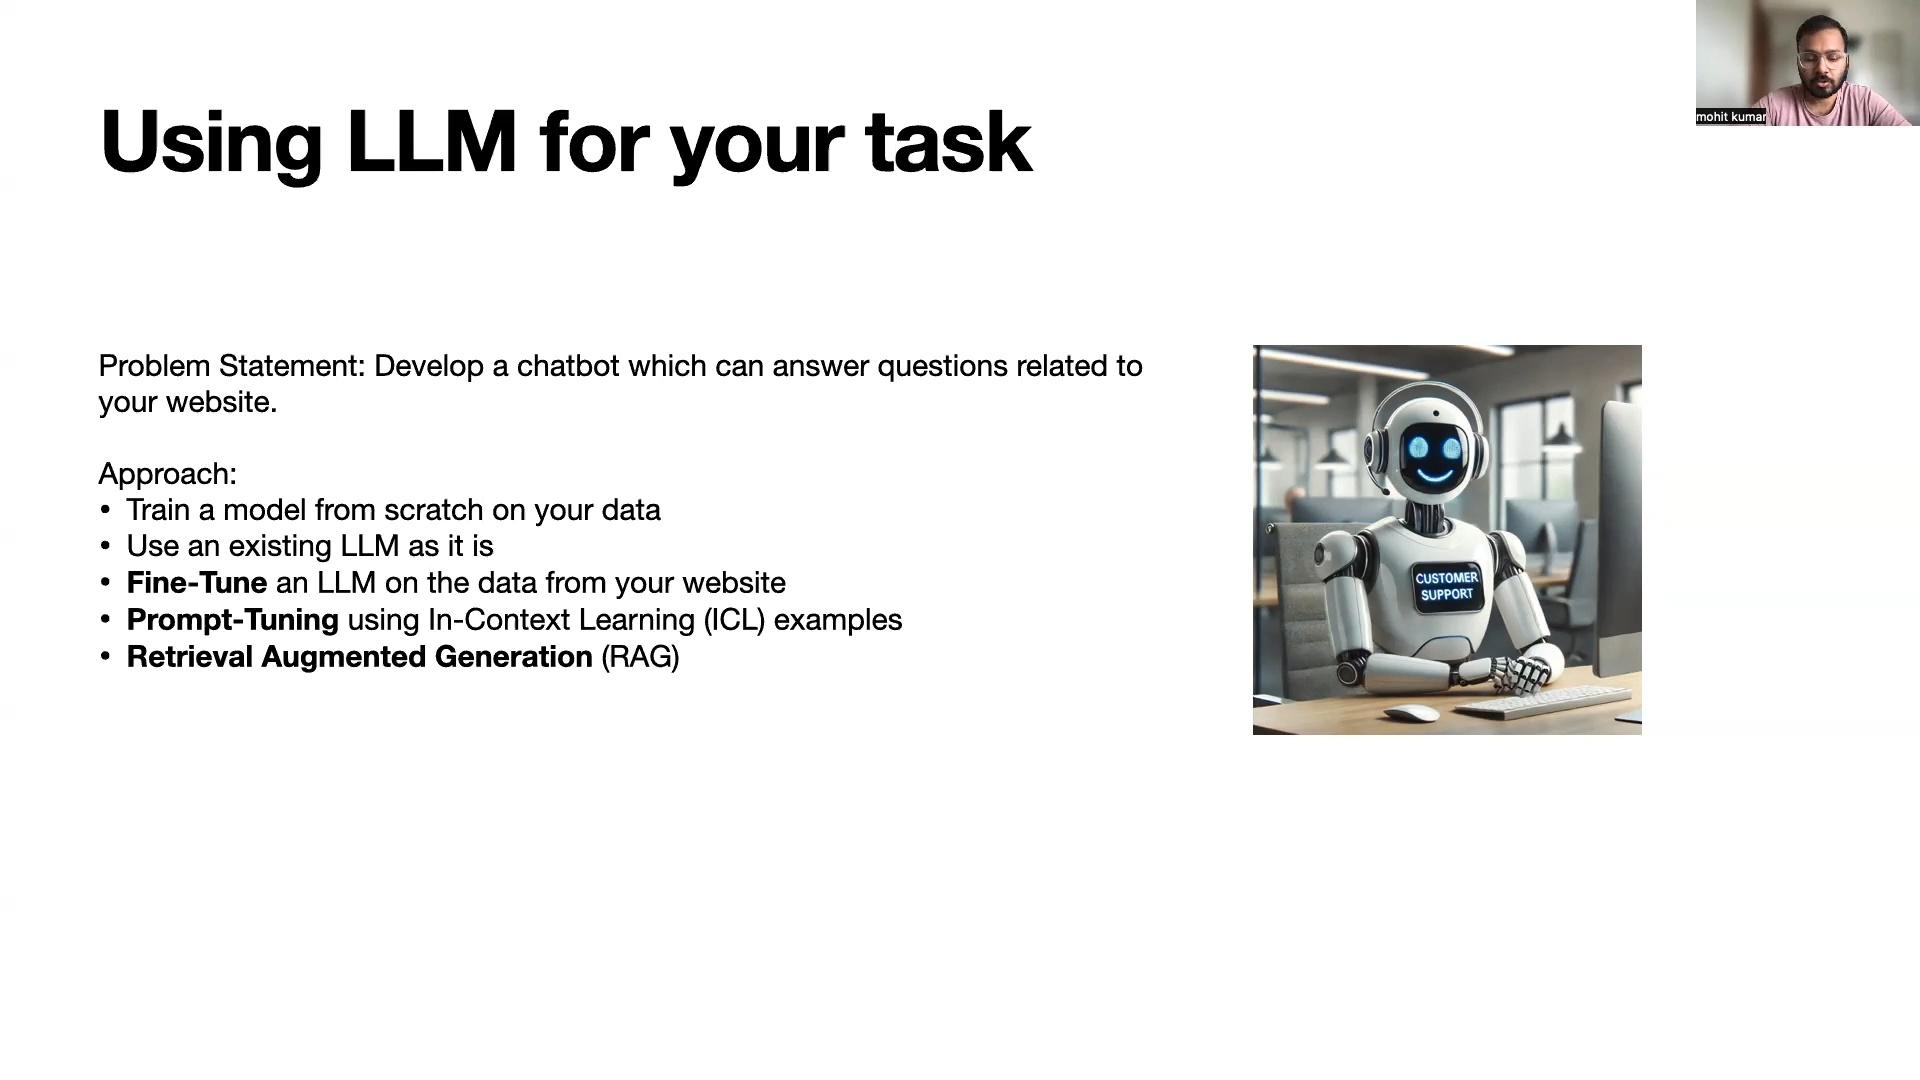 mohit kumar
Using LLM for your task
Problem Statement: Develop a chatbot which can answer questions related to
your website.
Approach:
• Train a model from scratch on your data
• Use an existing LLM as it is
• Fine-Tune an LLM on the data from your website
• Prompt-Tuning using In-Context Learning (ICL) examples
• Retrieval Augmented Generation (RAG)
CUSTOMER
SUPPORT